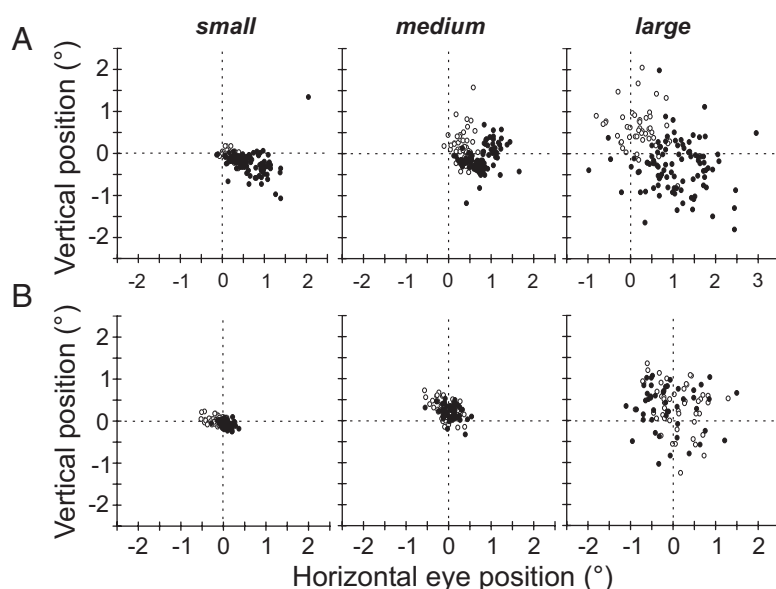 A
small medium large
Vertical position (°)
2
1
0
-1
-2
-2 -1 0 1 2
-2 -1 0 1 2
-1 0 1 2 3
B
Vertical position (°)
2
1
0
-1
-2
-2 -1 0 1 2
-2 -1 0 1 2
-2 -1 0 1 2
Horizontal eye position (°)